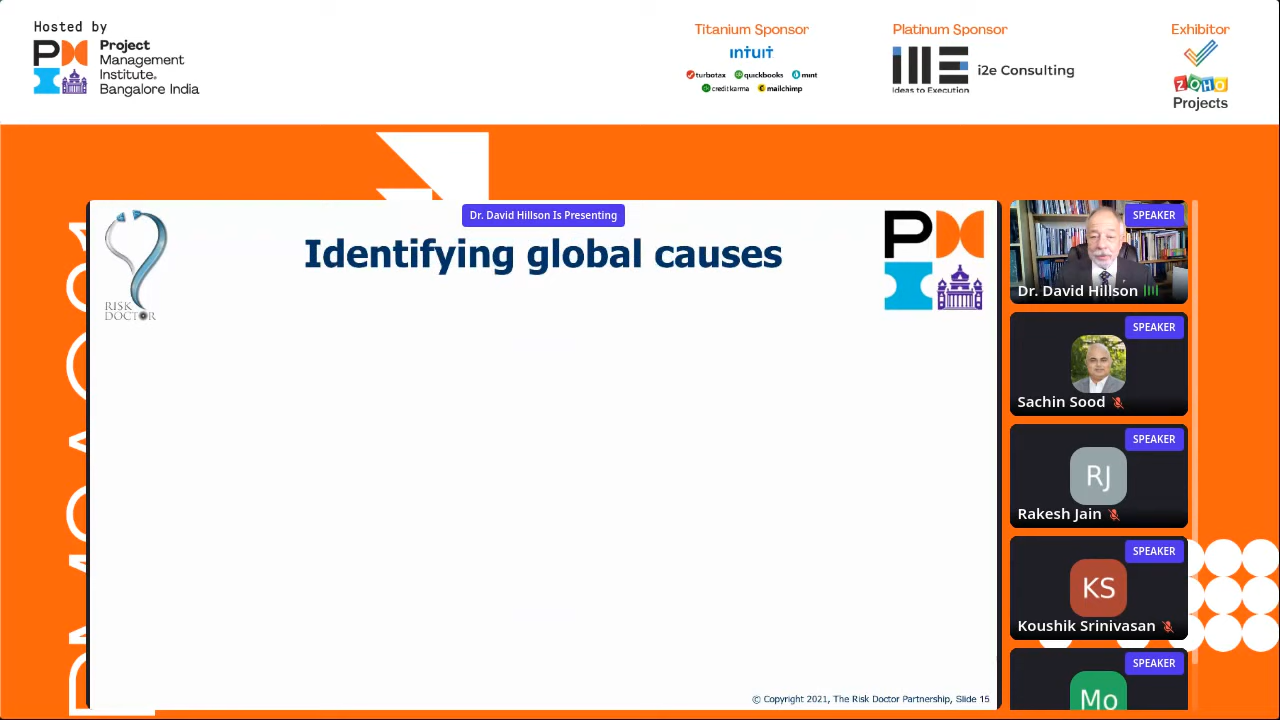 Hosted by
PMI
Project
Management
Institute.
Bangalore India
Titanium Sponsor
intuit
turbotax quickbooks mint
creditkarma mailchimp
Platinum Sponsor
i2e Consulting
Ideas to Execution
Exhibitor
ZOHO
Projects
Dr. David Hillson Is Presenting
Identifying global causes
RISK
DOCTOR
© Copyright 2021, The Risk Doctor Partnership, Slide 15
SPEAKER
Dr. David Hillson
SPEAKER
Sachin Sood
SPEAKER
RJ
Rakesh Jain
SPEAKER
KS
Koushik Srinivasan
SPEAKER
Mo